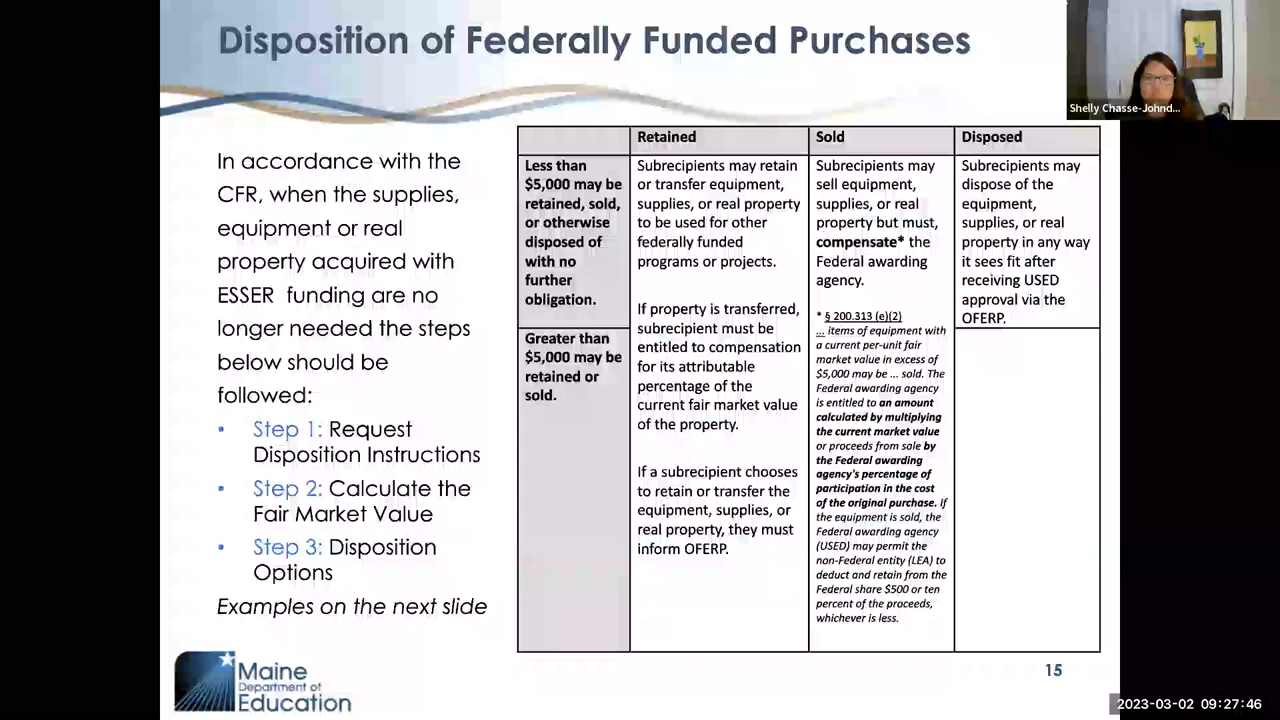 Disposition of Federally Funded Purchases
Shelly Chasse-Johnd...
In accordance with the
CFR, when the supplies,
equipment or real
property acquired with
ESSER funding are no
longer needed the steps
below should be
followed:
• Step 1: Request
Disposition Instructions
• Step 2: Calculate the
Fair Market Value
• Step 3: Disposition
Options
Examples on the next slide
Retained
Sold
Disposed
Less than
$5,000 may be
retained, sold,
or otherwise
disposed of
with no
further
obligation.
Subrecipients may retain
or transfer equipment,
supplies, or real property
to be used for other
federally funded
programs or projects.
If property is transferred,
subrecipient must be
entitled to compensation
for its attributable
percentage of the
current fair market value
of the property.
If a subrecipient chooses
to retain or transfer the
equipment, supplies, or
real property, they must
inform OFERP.
Subrecipients may
sell equipment,
supplies, or real
property but must,
compensate* the
Federal awarding
agency.
* § 200.313 (e)(2)
... items of equipment with
a current per-unit fair
market value in excess of
$5,000 may be ... sold. The
Federal awarding agency
is entitled to an amount
calculated by multiplying
the current market value
or proceeds from sale by
the Federal awarding
agency's percentage of
participation in the cost
of the original purchase. If
the equipment is sold, the
Federal awarding agency
(USED) may permit the
non-Federal entity (LEA) to
deduct and retain from the
Federal share $500 or ten
percent of the proceeds,
whichever is less.
Subrecipients may
dispose of the
equipment,
supplies, or real
property in any way
it sees fit after
receiving USED
approval via the
OFERP.
Greater than
$5,000 may be
retained or
sold.
Maine
Department of
Education
15
2023-03-02 09:27:46